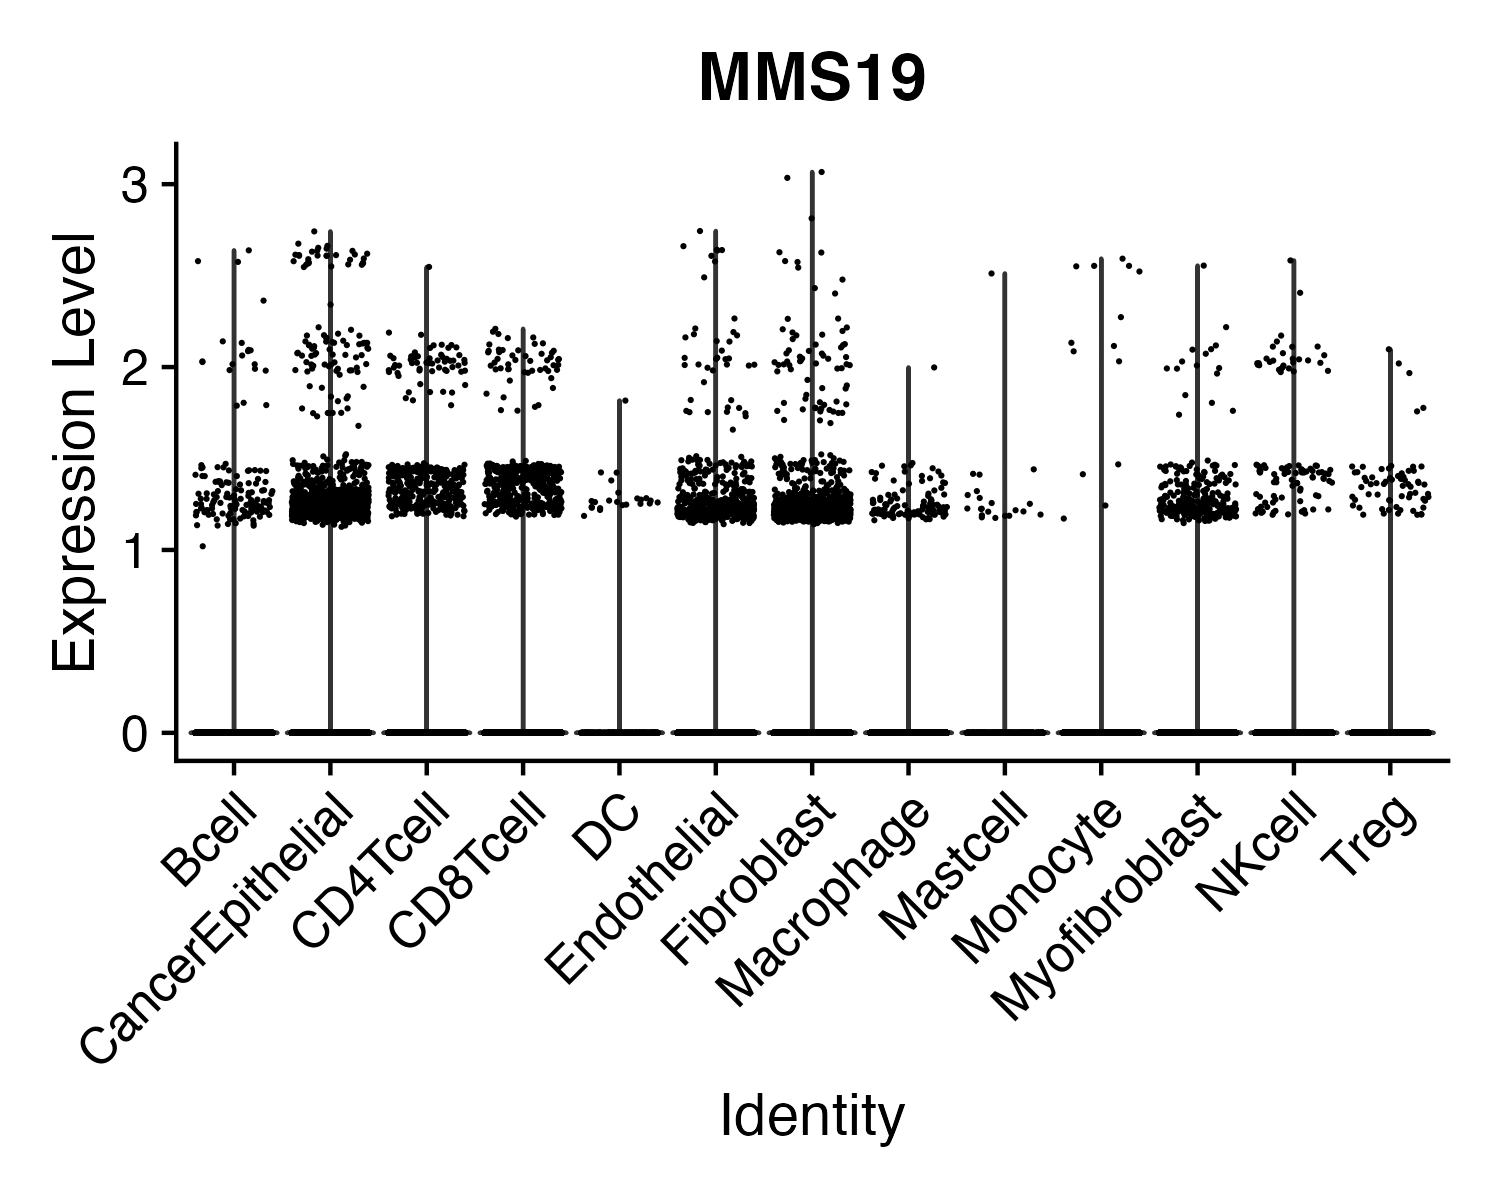 MMS19
Expression Level
3
2
1
0
Bcell
CancerEpithelial
CD4Tcell
CD8Tcell
DC
Endothelial
Fibroblast
Macrophage
Mastcell
Monocyte
Myofibroblast
NKcell
Treg
Identity